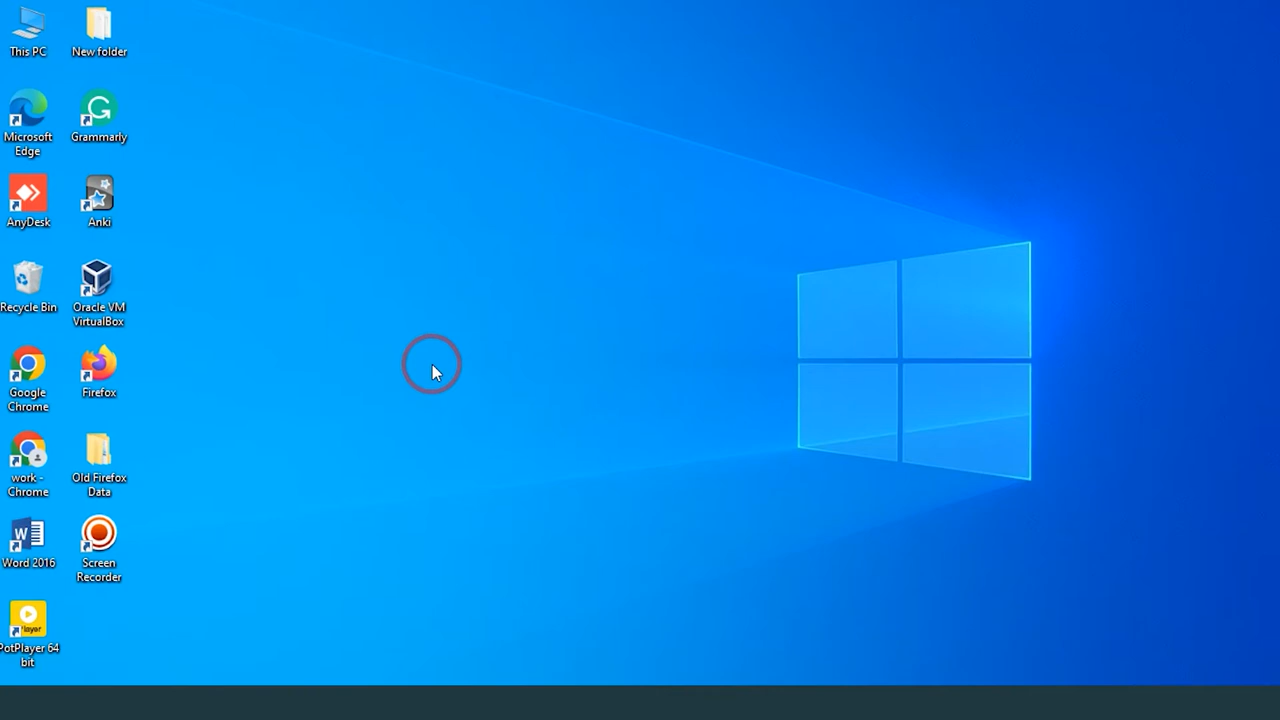 This PC
New folder
Microsoft
Edge
Grammarly
AnyDesk
Anki
Recycle Bin
Oracle VM
VirtualBox
Google
Chrome
Firefox
work -
Chrome
Old Firefox
Data
W
Word 2016
Screen
Recorder
Player
PotPlayer 64
bit